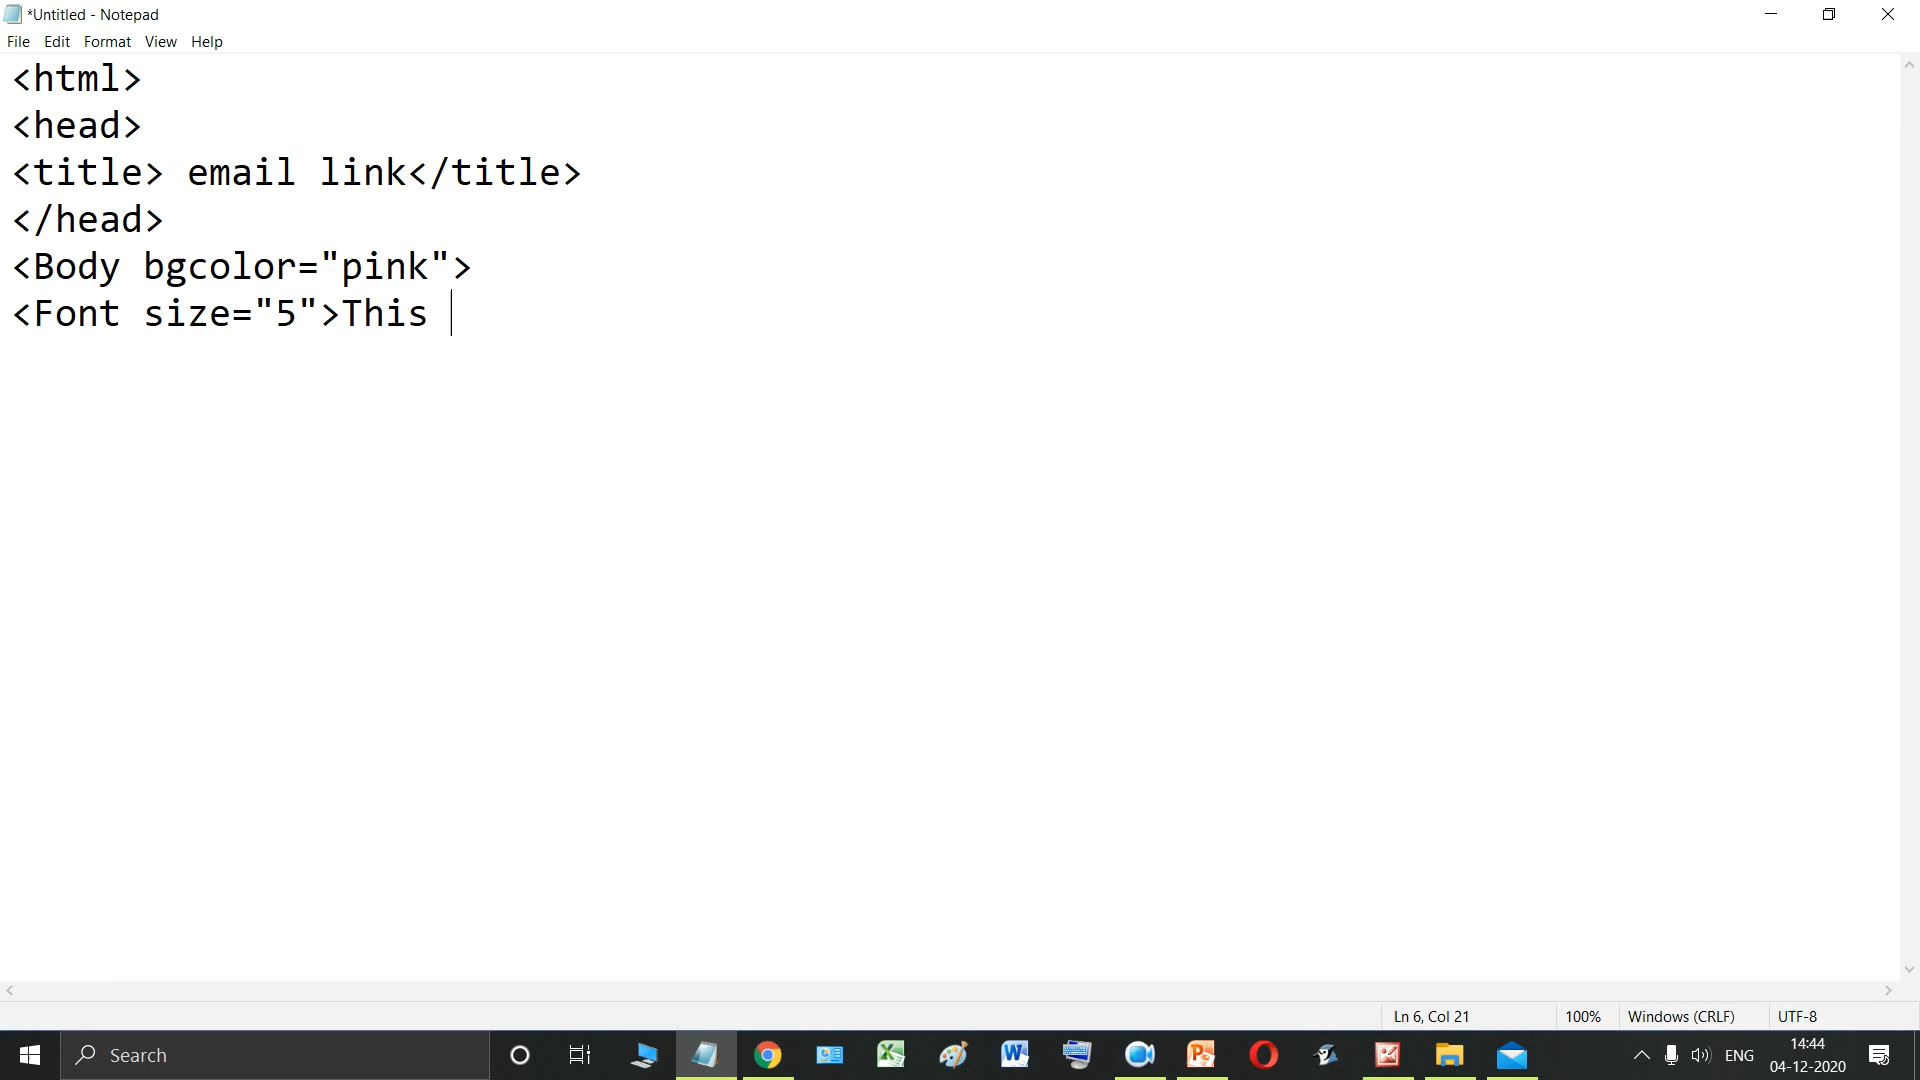 *Untitled - Notepad
File Edit Format View Help
<html>
<head>
<title> email link</title>
</head>
<Body bgcolor="pink">
<Font size="5">This
Ln 6, Col 21 100% Windows (CRLF) UTF-8
Search
ENG
14:44
04-12-2020